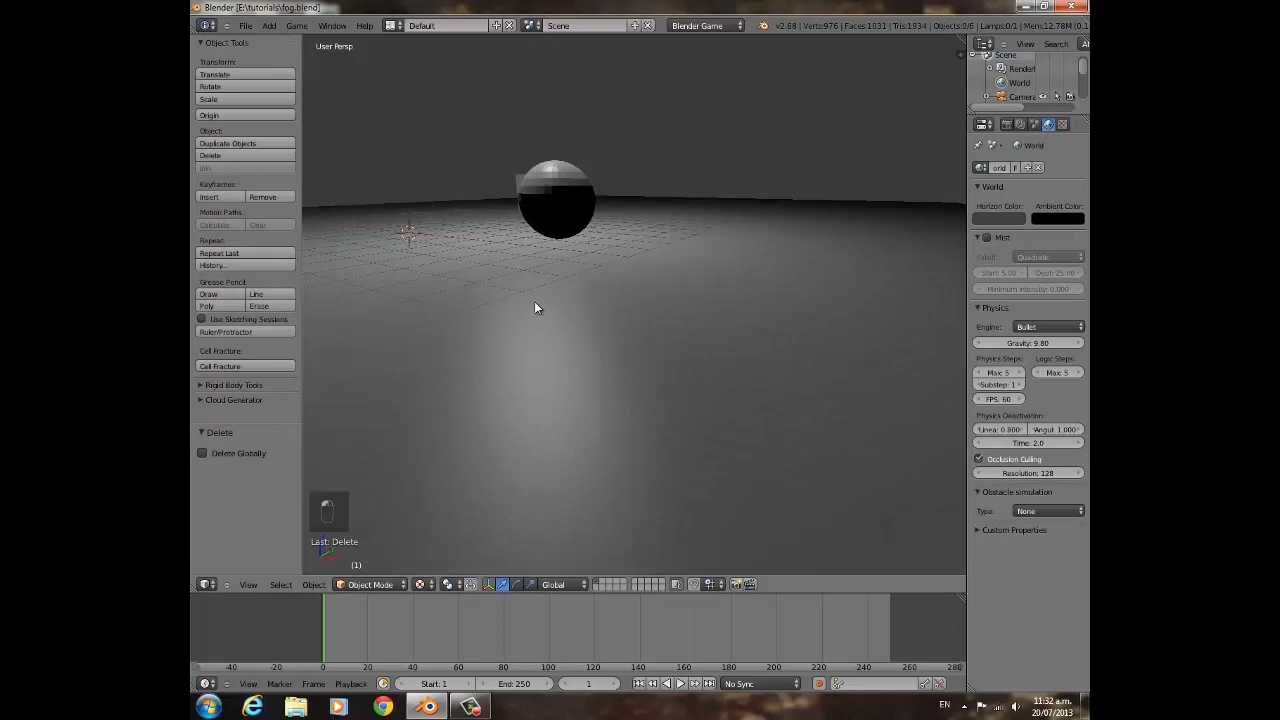 Blender [E:\tutorials\fog.blend]
File Add Game Window Help Default Scene Blender Game v2.68 | Verts:976 | Faces:1031 | Tris:1934 | Objects:0/6 | Lamps:0/1 | Mem:12.78M (0.1
Object Tools
User Persp
View Search
Scene
Render
World
Camera
Transform:
Translate
Rotate
Scale
Origin
Object:
Duplicate Objects
Delete
Join
Keyframes:
Insert Remove
Motion Paths:
Calculate Clear
Repeat:
Repeat Last
History...
Grease Pencil:
Draw Line
Poly Erase
Use Sketching Sessions
Ruler/Protractor
Cell Fracture:
Cell Fracture
Rigid Body Tools
Cloud Generator
Delete
Delete Globally
World
orld F
World
Horizon Color: Ambient Color:
Mist
Falloff Quadratic
Start: 5.00 Dept: 25.00
Minimum Intensity: 0.000
Physics
Engine: Bullet
Gravity: 9.80
Physics Steps: Logic Steps:
Max: 5 Max: 5
Substep: 1
FPS: 60
Physics Deactivation:
Linea: 0.800 Angul: 1.000
Time: 2.0
Occlusion Culling
Resolution: 128
Obstacle simulation
Type: None
Custom Properties
Last: Delete
(1)
View Select Object Object Mode Global
-40 -20 0 20 40 60 80 100 120 140 160 180 200 220 240 260 280
View Marker Frame Playback Start: 1 End: 250 1 No Sync
EN 11:32 a.m.
20/07/2013